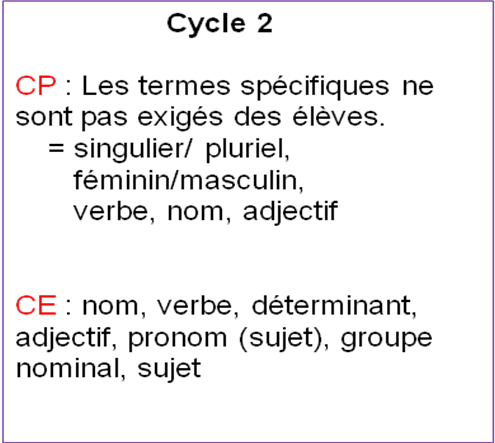 Cycle 2
CP : Les termes spécifiques ne
sont pas exigés des élèves.
= singulier/ pluriel,
féminin/masculin,
verbe, nom, adjectif
CE : nom, verbe, déterminant,
adjectif, pronom (sujet), groupe
nominal, sujet